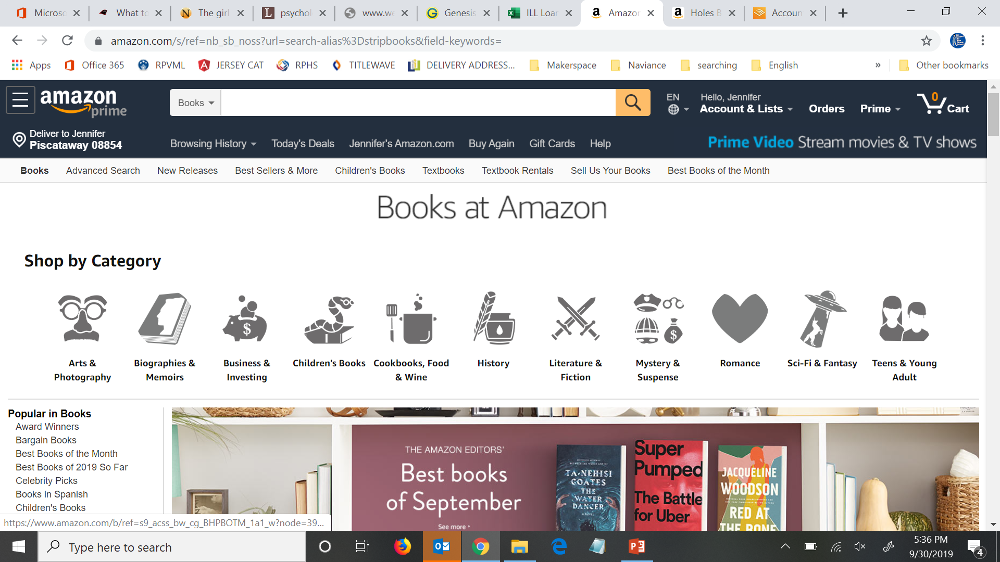 Microso
What to
The girl
psychol
www.we
Genesis
ILL Loan
Amazon
Holes B
Accoun
amazon.com/s/ref=nb_sb_noss?url=search-alias%3Dstripbooks&field-keywords=
Apps
Office 365
RPVML
JERSEY CAT
RPHS
TITLEWAVE
DELIVERY ADDRESS...
Makerspace
Naviance
searching
English
»
Other bookmarks
amazon prime
Books
EN
Hello, Jennifer
Account & Lists
Orders
Prime
0
Cart
Deliver to Jennifer
Piscataway 08854
Browsing History
Today's Deals
Jennifer's Amazon.com
Buy Again
Gift Cards
Help
Prime Video Stream movies & TV shows
Books
Advanced Search
New Releases
Best Sellers & More
Children's Books
Textbooks
Textbook Rentals
Sell Us Your Books
Best Books of the Month
Books at Amazon
Shop by Category
Arts &
Photography
Biographies &
Memoirs
Business &
Investing
Children's Books
Cookbooks, Food
& Wine
History
Literature &
Fiction
Mystery &
Suspense
Romance
Sci-Fi & Fantasy
Teens & Young
Adult
Popular in Books
Award Winners
Bargain Books
Best Books of the Month
Best Books of 2019 So Far
Celebrity Picks
Books in Spanish
Children's Books
THE AMAZON EDITORS'
Best books
of September
See more
TA-NEHISI
COATES
THE
WATER
DANCER
A NOVEL
Super
Pumped
The Battle
for Uber
JACQUELINE
WOODSON
RED AT
THE BONE
https://www.amazon.com/b/ref=s9_acss_bw_cg_BHPBOTM_1a1_w?node=39...
Type here to search
5:36 PM
9/30/2019
4